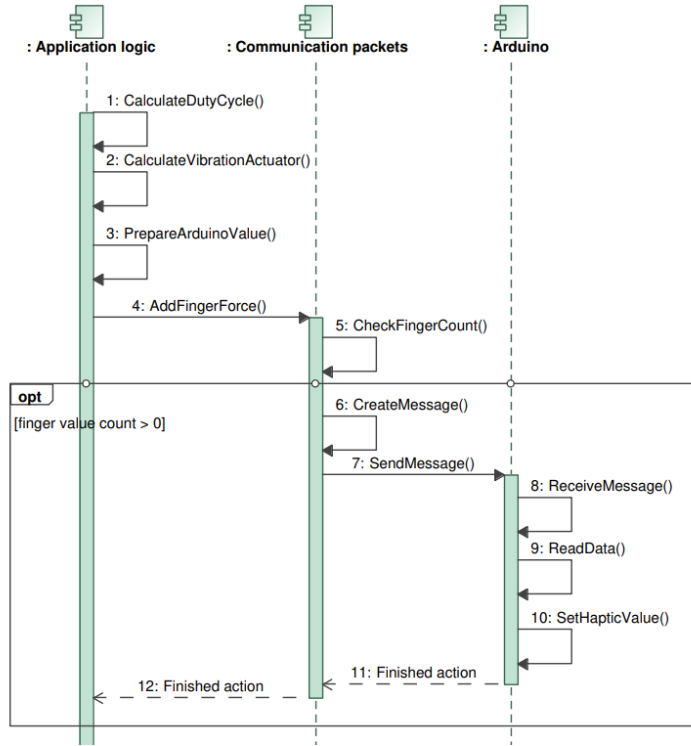 : Application logic
: Communication packets
: Arduino
1: CalculateDutyCycle()
2: CalculateVibrationActuator()
3: PrepareArduinoValue()
4: AddFingerForce()
5: CheckFingerCount()
opt
[finger value count > 0]
6: CreateMessage()
7: SendMessage()
8: ReceiveMessage()
9: ReadData()
10: SetHapticValue()
11: Finished action
12: Finished action